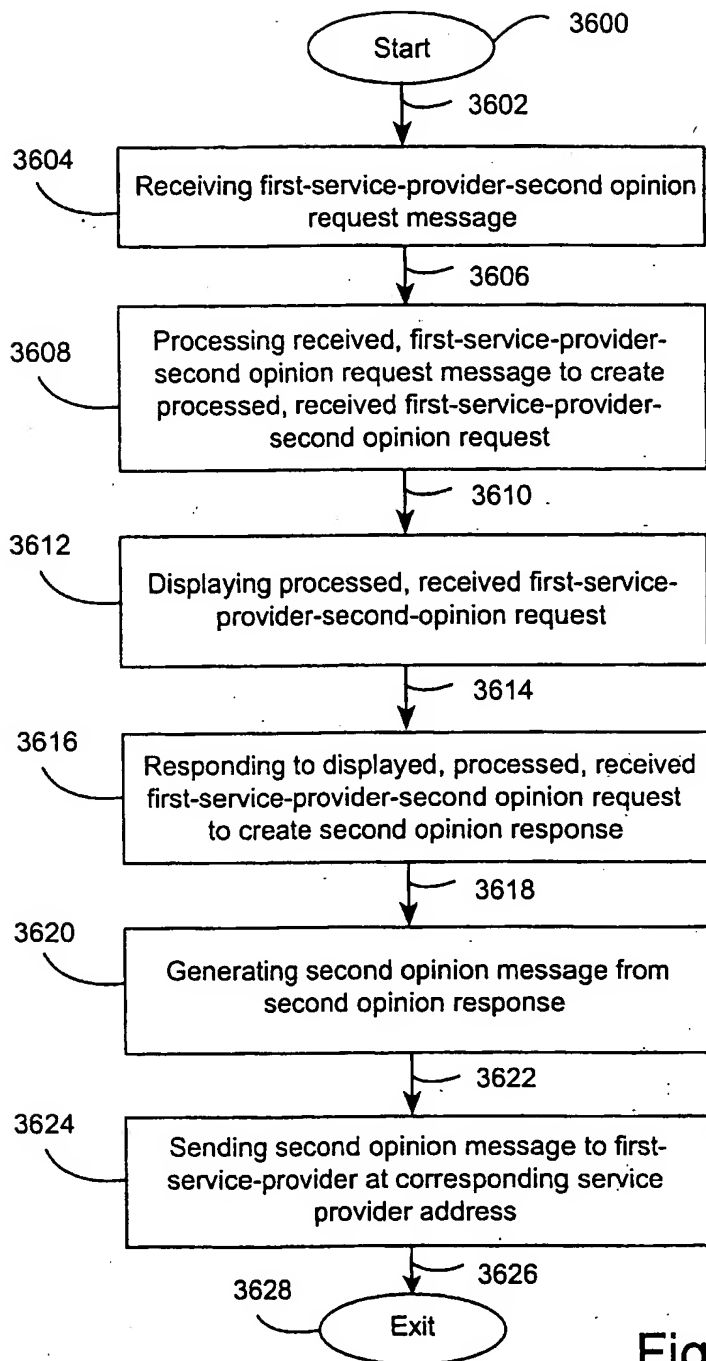 Start
3600
3602
3604
Receiving first-service-provider-second opinion
request message
3606
3608
Processing received, first-service-provider-
second opinion request message to create
processed, received first-service-provider-
second opinion request
3610
3612
Displaying processed, received first-service-
provider-second-opinion request
3614
3616
Responding to displayed, processed, received
first-service-provider-second opinion request
to create second opinion response
3618
3620
Generating second opinion message from
second opinion response
3622
3624
Sending second opinion message to first-
service-provider at corresponding service
provider address
3626
3628
Exit
Fig